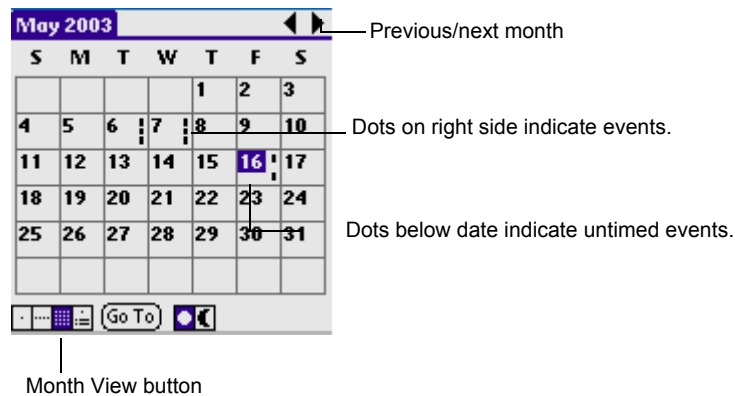 May 2003
Previous/next month
S M T W T F S
1 2 3
4 5 6 7 8 9 10
Dots on right side indicate events.
11 12 13 14 15 16 17
18 19 20 21 22 23 24
Dots below date indicate untimed events.
25 26 27 28 29 30 31
Go To
Month View button